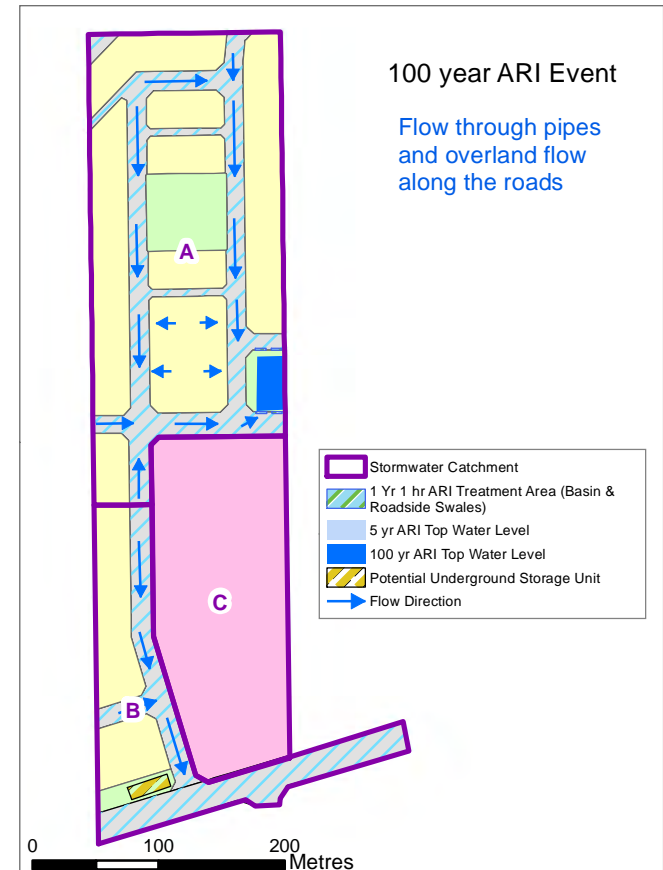 100 year ARI Event
Flow through pipes
and overland flow
along the roads
A
Stormwater Catchment
1 Yr 1 hr ARI Treatment Area (Basin &
Roadside Swales)
5 yr ARI Top Water Level
100 yr ARI Top Water Level
Potential Underground Storage Unit
Flow Direction
C
B
0 100 200
Metres